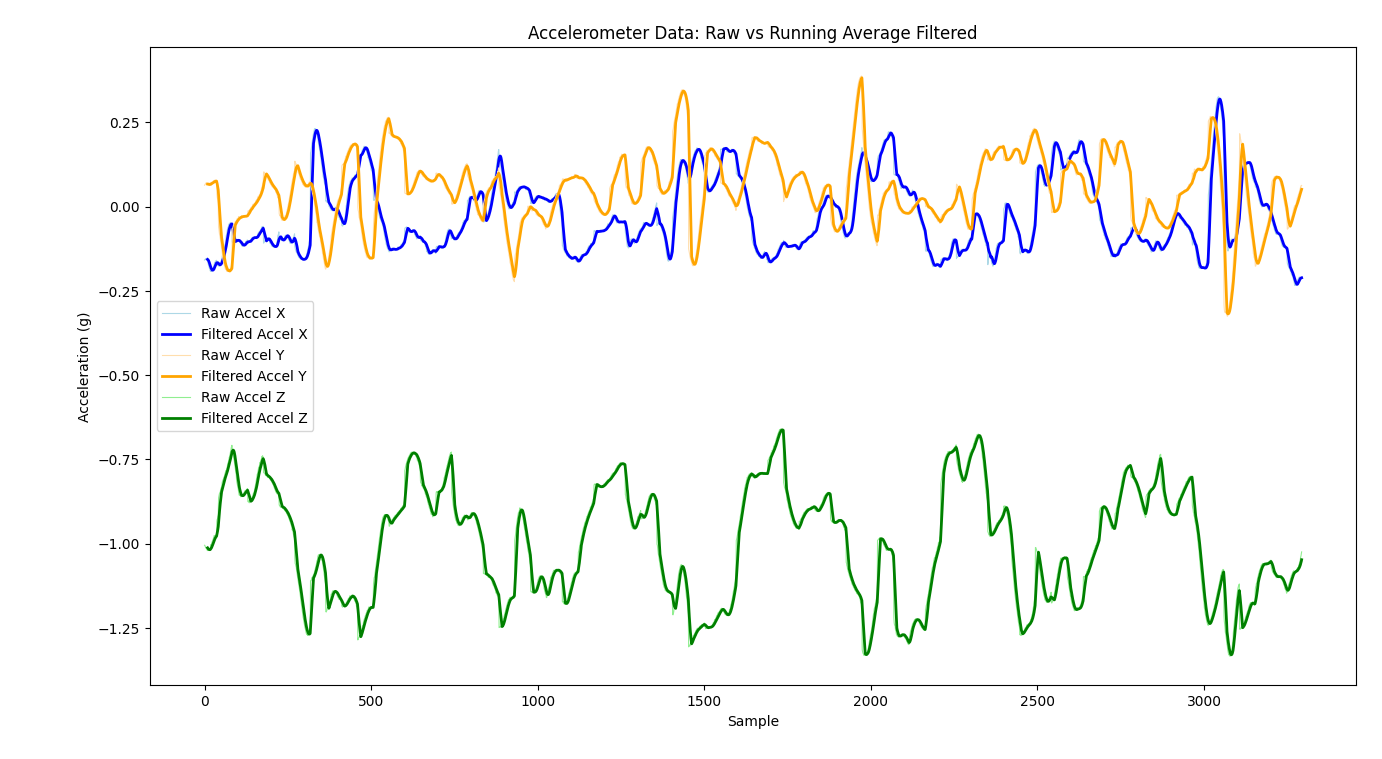 Accelerometer Data: Raw vs Running Average Filtered
Acceleration (g)
0.25
0.00
−0.25
−0.50
−0.75
−1.00
−1.25
Raw Accel X
Filtered Accel X
Raw Accel Y
Filtered Accel Y
Raw Accel Z
Filtered Accel Z
0 500 1000 1500 2000 2500 3000
Sample